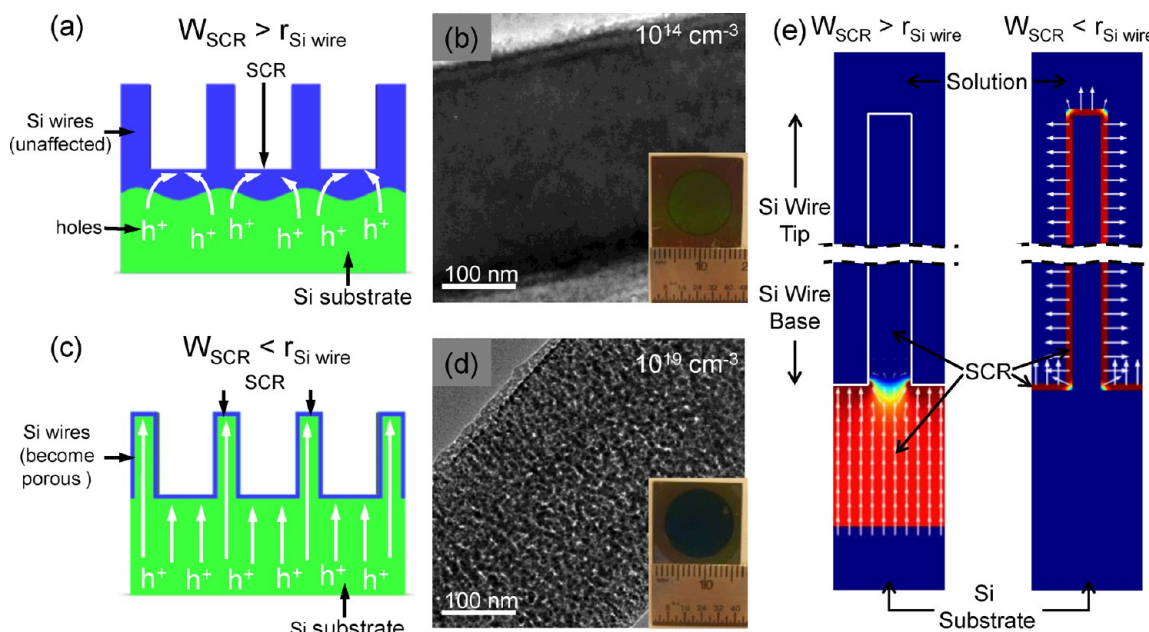 (a)
W_SCR > r_Si wire
SCR
Si wires
(unaffected)
holes
h+ h+ h+ h+ h+ h+ h+
Si substrate
(b)
10^14 cm^-3
100 nm
10
(c)
W_SCR < r_Si wire
SCR
Si wires
(become
porous )
h+ h+ h+ h+ h+ h+ h+
Si substrate
(d)
10^19 cm^-3
100 nm
10
(e)
W_SCR > r_Si wire
W_SCR < r_Si wire
Solution
Si Wire
Tip
Si Wire
Base
SCR
Si
Substrate